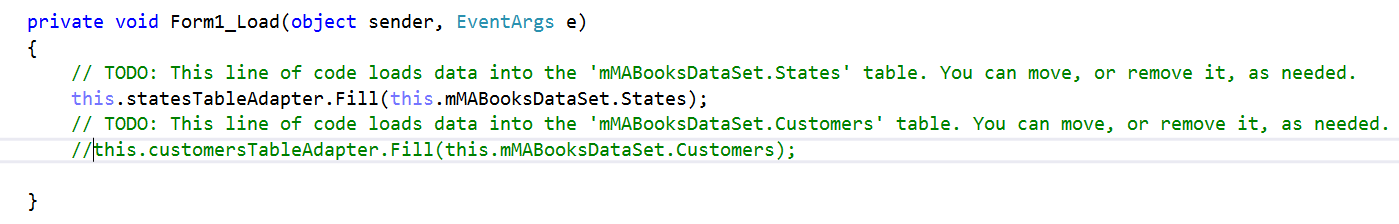 private void Form1_Load(object sender, EventArgs e)
{
    // TODO: This line of code loads data into the 'mMABooksDataSet.States' table. You can move, or remove it, as needed.
    this.statesTableAdapter.Fill(this.mMABooksDataSet.States);
    // TODO: This line of code loads data into the 'mMABooksDataSet.Customers' table. You can move, or remove it, as needed.
    //this.customersTableAdapter.Fill(this.mMABooksDataSet.Customers);
}